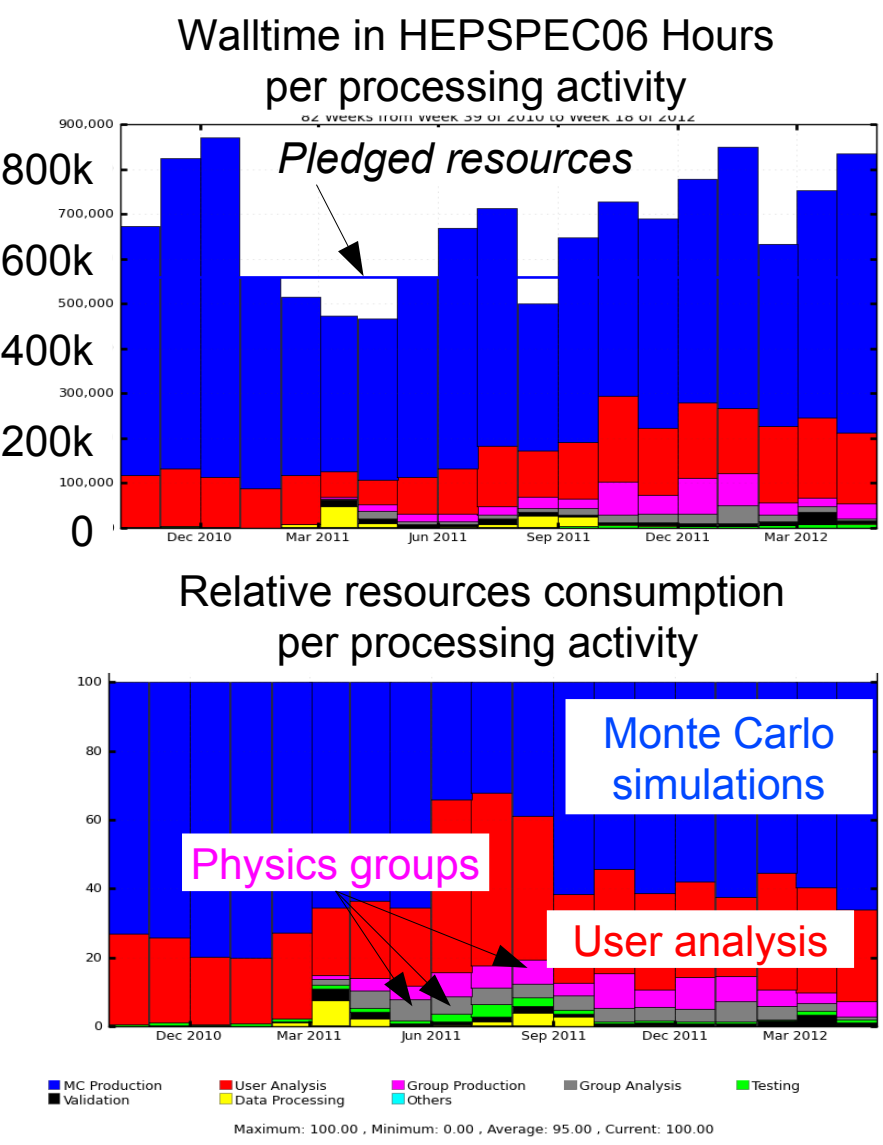 Walltime in HEPSPEC06 Hours
per processing activity
82 Weeks from Week 39 of 2010 to Week 18 of 2012
900,000
800k
Pledged resources
700,000
600k
500,000
400k
300,000
200k
100,000
0
Dec 2010 Mar 2011 Jun 2011 Sep 2011 Dec 2011 Mar 2012
Relative resources consumption
per processing activity
100
Monte Carlo
simulations
80
60
Physics groups
40
User analysis
20
0
Dec 2010 Mar 2011 Jun 2011 Sep 2011 Dec 2011 Mar 2012
MC Production User Analysis Group Production Group Analysis Testing
Validation Data Processing Others
Maximum: 100.00 , Minimum: 0.00 , Average: 95.00 , Current: 100.00